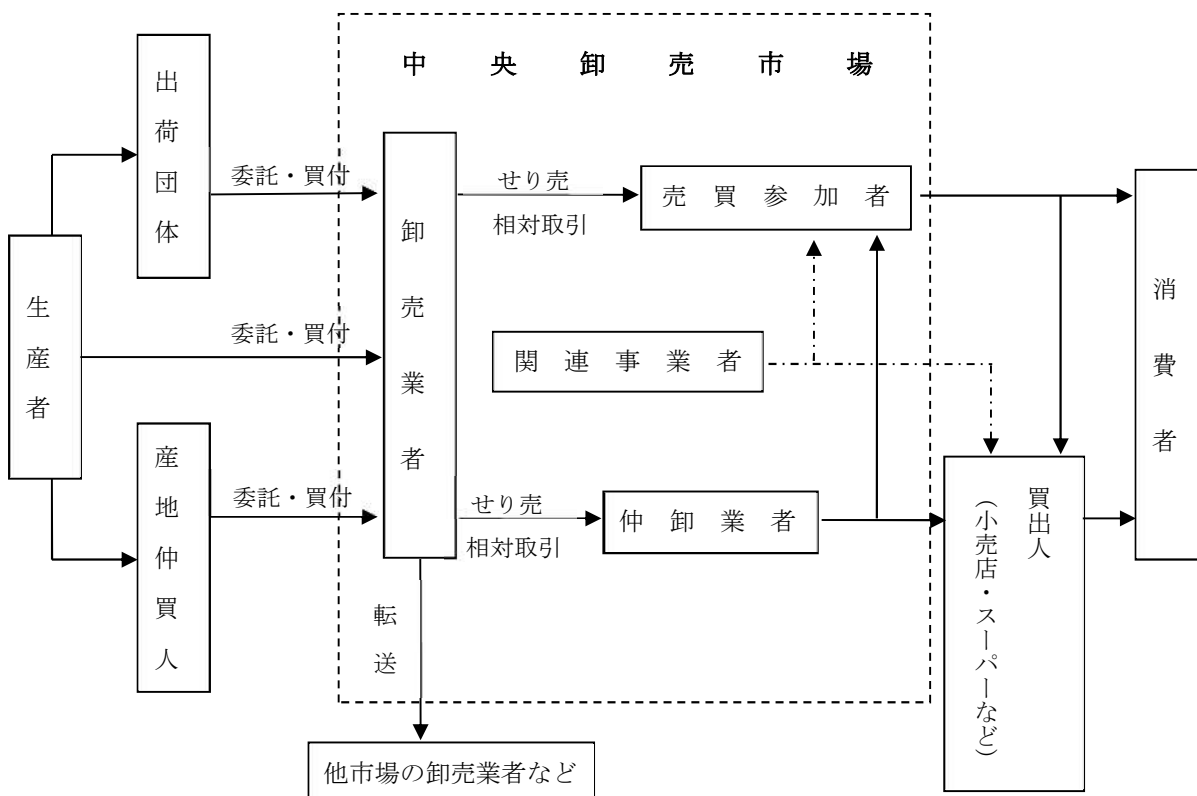 中央卸売市場
出荷団体
委託・買付
せり売
相対取引
売買参加者
卸売業者
生産者
委託・買付
関連事業者
消費者
産地仲買人
委託・買付
せり売
相対取引
仲卸業者
買出人
（小売店・スーパーなど）
転送
他市場の卸売業者など